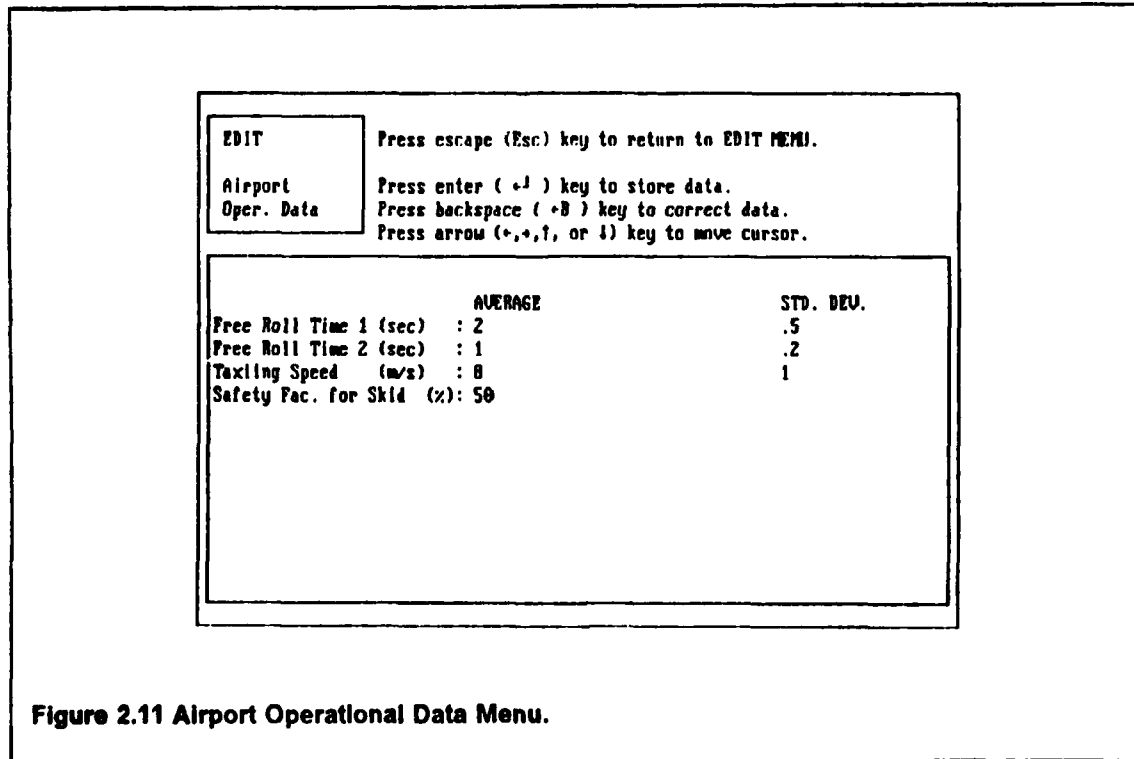 EDIT
Press escape (Esc) key to return to EDIT MENU.
Airport
Press enter ( ↵ ) key to store data.
Oper. Data
Press backspace ( ←B ) key to correct data.
Press arrow (←,→,↑, or ↓) key to move cursor.
AVERAGE STD. DEV.
Free Roll Time 1 (sec) : 2 .5
Free Roll Time 2 (sec) : 1 .2
Taxiing Speed (m/s) : 8 1
Safety Fac. for Skid (%): 50
Figure 2.11 Airport Operational Data Menu.